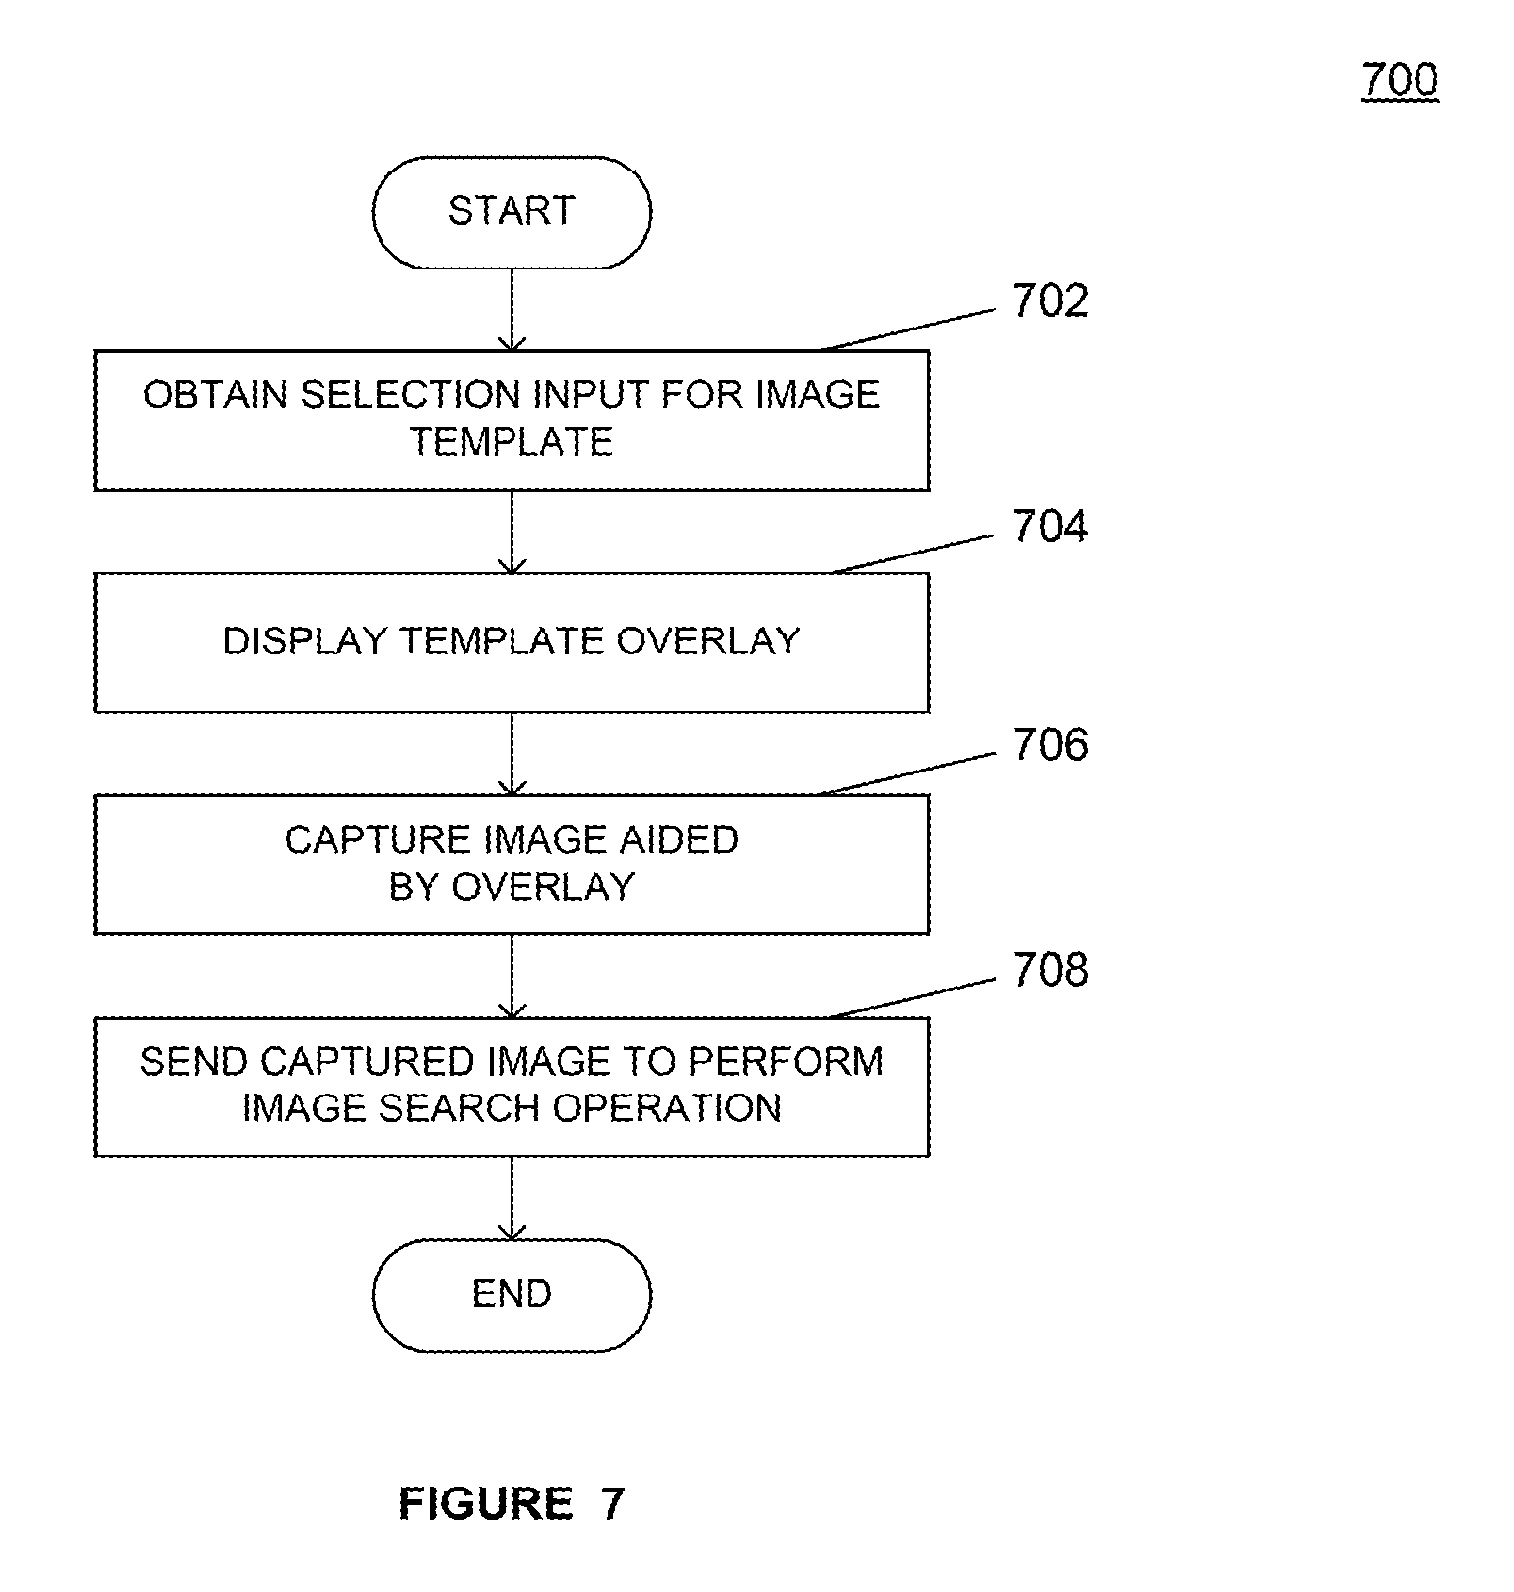 700
START
702
OBTAIN SELECTION INPUT FOR IMAGE
TEMPLATE
704
DISPLAY TEMPLATE OVERLAY
706
CAPTURE IMAGE AIDED
BY OVERLAY
708
SEND CAPTURED IMAGE TO PERFORM
IMAGE SEARCH OPERATION
END
FIGURE 7